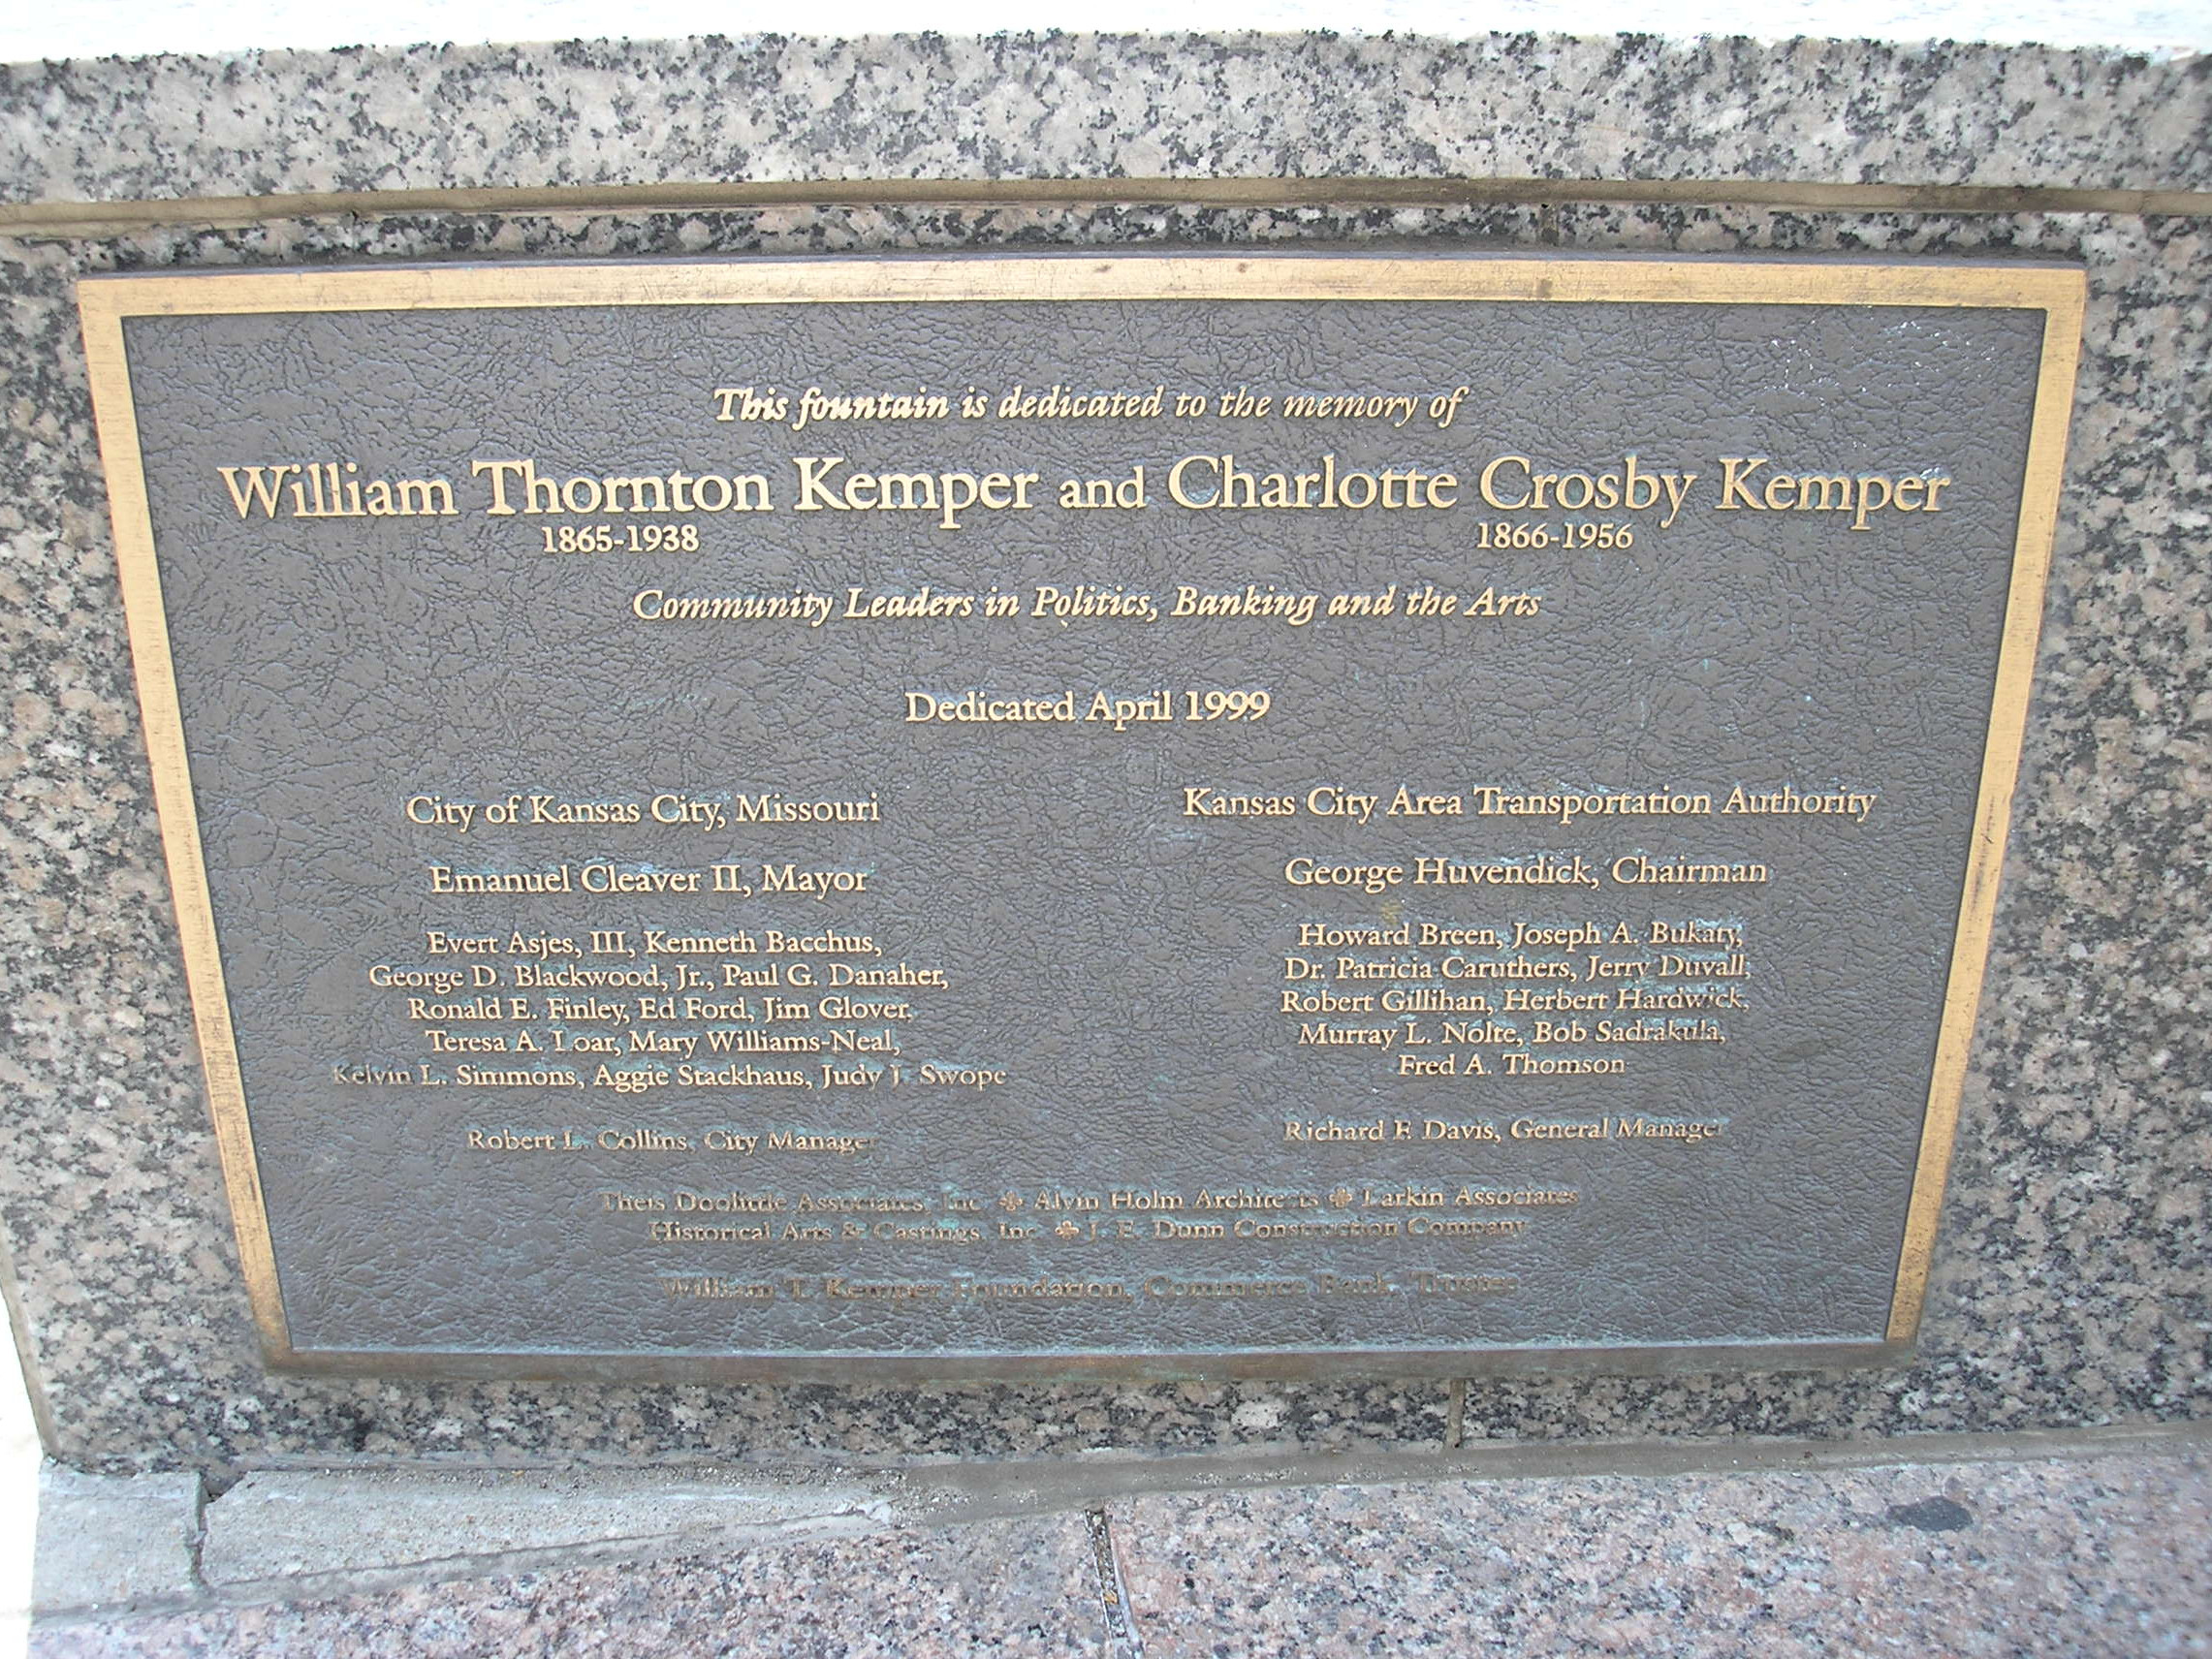 This fountain is dedicated to the memory of
William Thornton Kemper and Charlotte Crosby Kemper
1865-1938 1866-1956
Community Leaders in Politics, Banking and the Arts
Dedicated April 1999
City of Kansas City, Missouri
Emanuel Cleaver II, Mayor
Evert Asjes, III, Kenneth Bacchus,
George D. Blackwood, Jr., Paul G. Danaher,
Ronald E. Finley, Ed Ford, Jim Glover,
Teresa A. Loar, Mary Williams-Neal,
Kelvin L. Simmons, Aggie Stackhaus, Judy J. Swope
Robert L. Collins, City Manager
Kansas City Area Transportation Authority
George Huvendick, Chairman
Howard Breen, Joseph A. Bukaty,
Dr. Patricia Caruthers, Jerry Duvall,
Robert Gillihan, Herbert Hardwick,
Murray L. Nolte, Bob Sadrakula,
Fred A. Thomson
Richard F. Davis, General Manager
Theis Doolittle Associates, Inc. ✤ Alvin Holm Architects ✤ Larkin Associates
Historical Arts & Castings, Inc. ✤ J. E. Dunn Construction Company
William T. Kemper Foundation, Commerce Bank, Trustee